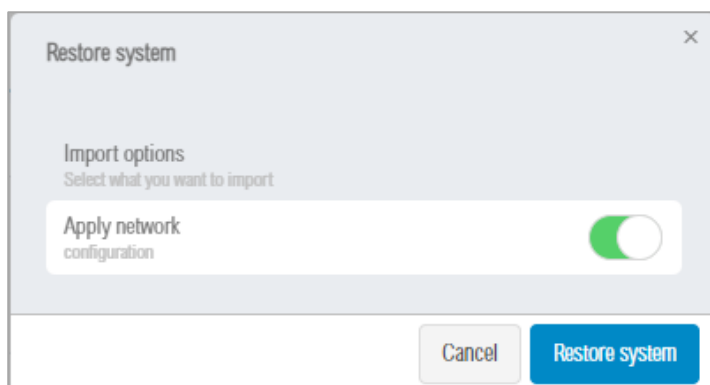 Restore system
Import options
Select what you want to import
Apply network
configuration
Cancel
Restore system